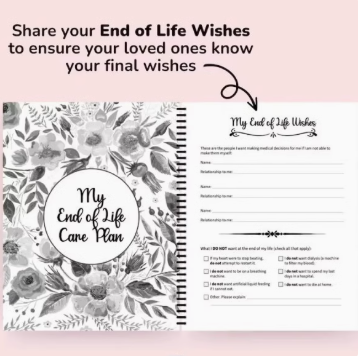 Share your End of Life Wishes
to ensure your loved ones know
your final wishes
My
End of Life
Care Plan
My End of Life Wishes
These are the people I want making medical decisions for me if I am not able to
make them myself:
Name
Relationship to me:
Name
Relationship to me:
Name
Relationship to me:
What I DO NOT want at the end of my life (check all that apply):
If my heart were to stop beating,
do not attempt to restart it.
I do not want to be on a breathing
machine.
I do not want artificial liquid feeding
if I cannot eat.
Other: Please explain
I do not want dialysis (a machine
to filter my blood).
I do not want to spend my last
days in a hospital.
I do not want to die at home.